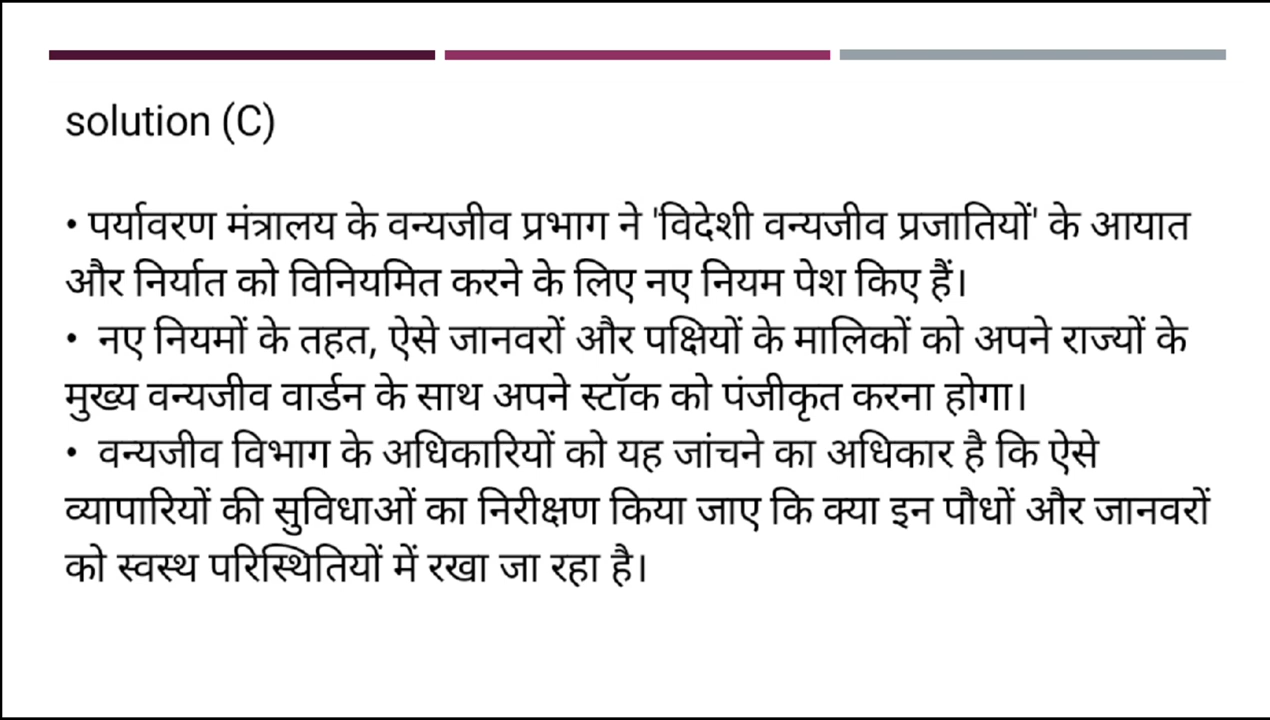 solution (C)
• पर्यावरण मंत्रालय के वन्यजीव प्रभाग ने 'विदेशी वन्यजीव प्रजातियों' के आयात
और निर्यात को विनियमित करने के लिए नए नियम पेश किए हैं।
• नए नियमों के तहत, ऐसे जानवरों और पक्षियों के मालिकों को अपने राज्यों के
मुख्य वन्यजीव वार्डन के साथ अपने स्टॉक को पंजीकृत करना होगा।
• वन्यजीव विभाग के अधिकारियों को यह जांचने का अधिकार है कि ऐसे
व्यापारियों की सुविधाओं का निरीक्षण किया जाए कि क्या इन पौधों और जानवरों
को स्वस्थ परिस्थितियों में रखा जा रहा है।